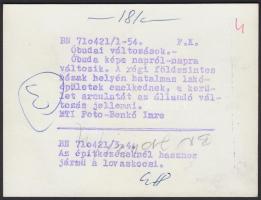 -181-
4
BN 710421/1-54. F.K.
Óbudai változások.-
Óbuda képe napról-napra
változik. A régi földszintes
házak helyén hatalmas lakó-
épületek emelkednek, a kerü-
let arculatát az állandó vál-
tozás jellemzi.
MTI Foto-Benkő Imre
BN 710421/3-4.
Az építkezéseknél hasznos
jármű a lovaskocsi.